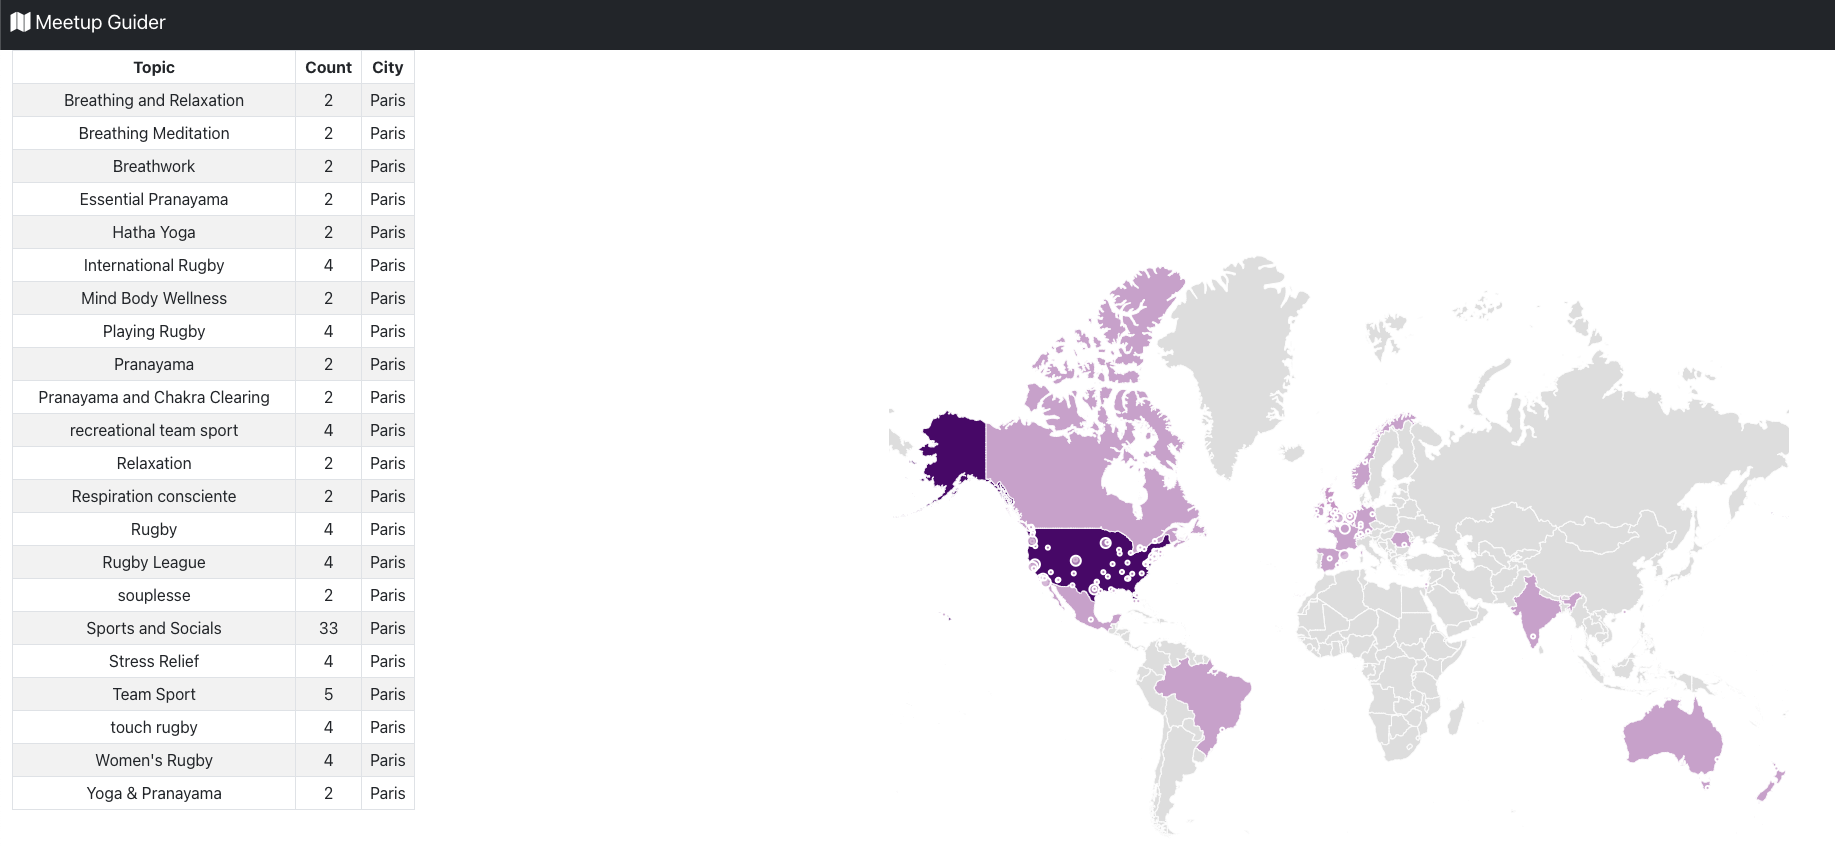 Meetup Guider
Topic Count City
Breathing and Relaxation 2 Paris
Breathing Meditation 2 Paris
Breathwork 2 Paris
Essential Pranayama 2 Paris
Hatha Yoga 2 Paris
International Rugby 4 Paris
Mind Body Wellness 2 Paris
Playing Rugby 4 Paris
Pranayama 2 Paris
Pranayama and Chakra Clearing 2 Paris
recreational team sport 4 Paris
Relaxation 2 Paris
Respiration consciente 2 Paris
Rugby 4 Paris
Rugby League 4 Paris
souplesse 2 Paris
Sports and Socials 33 Paris
Stress Relief 4 Paris
Team Sport 5 Paris
touch rugby 4 Paris
Women's Rugby 4 Paris
Yoga & Pranayama 2 Paris